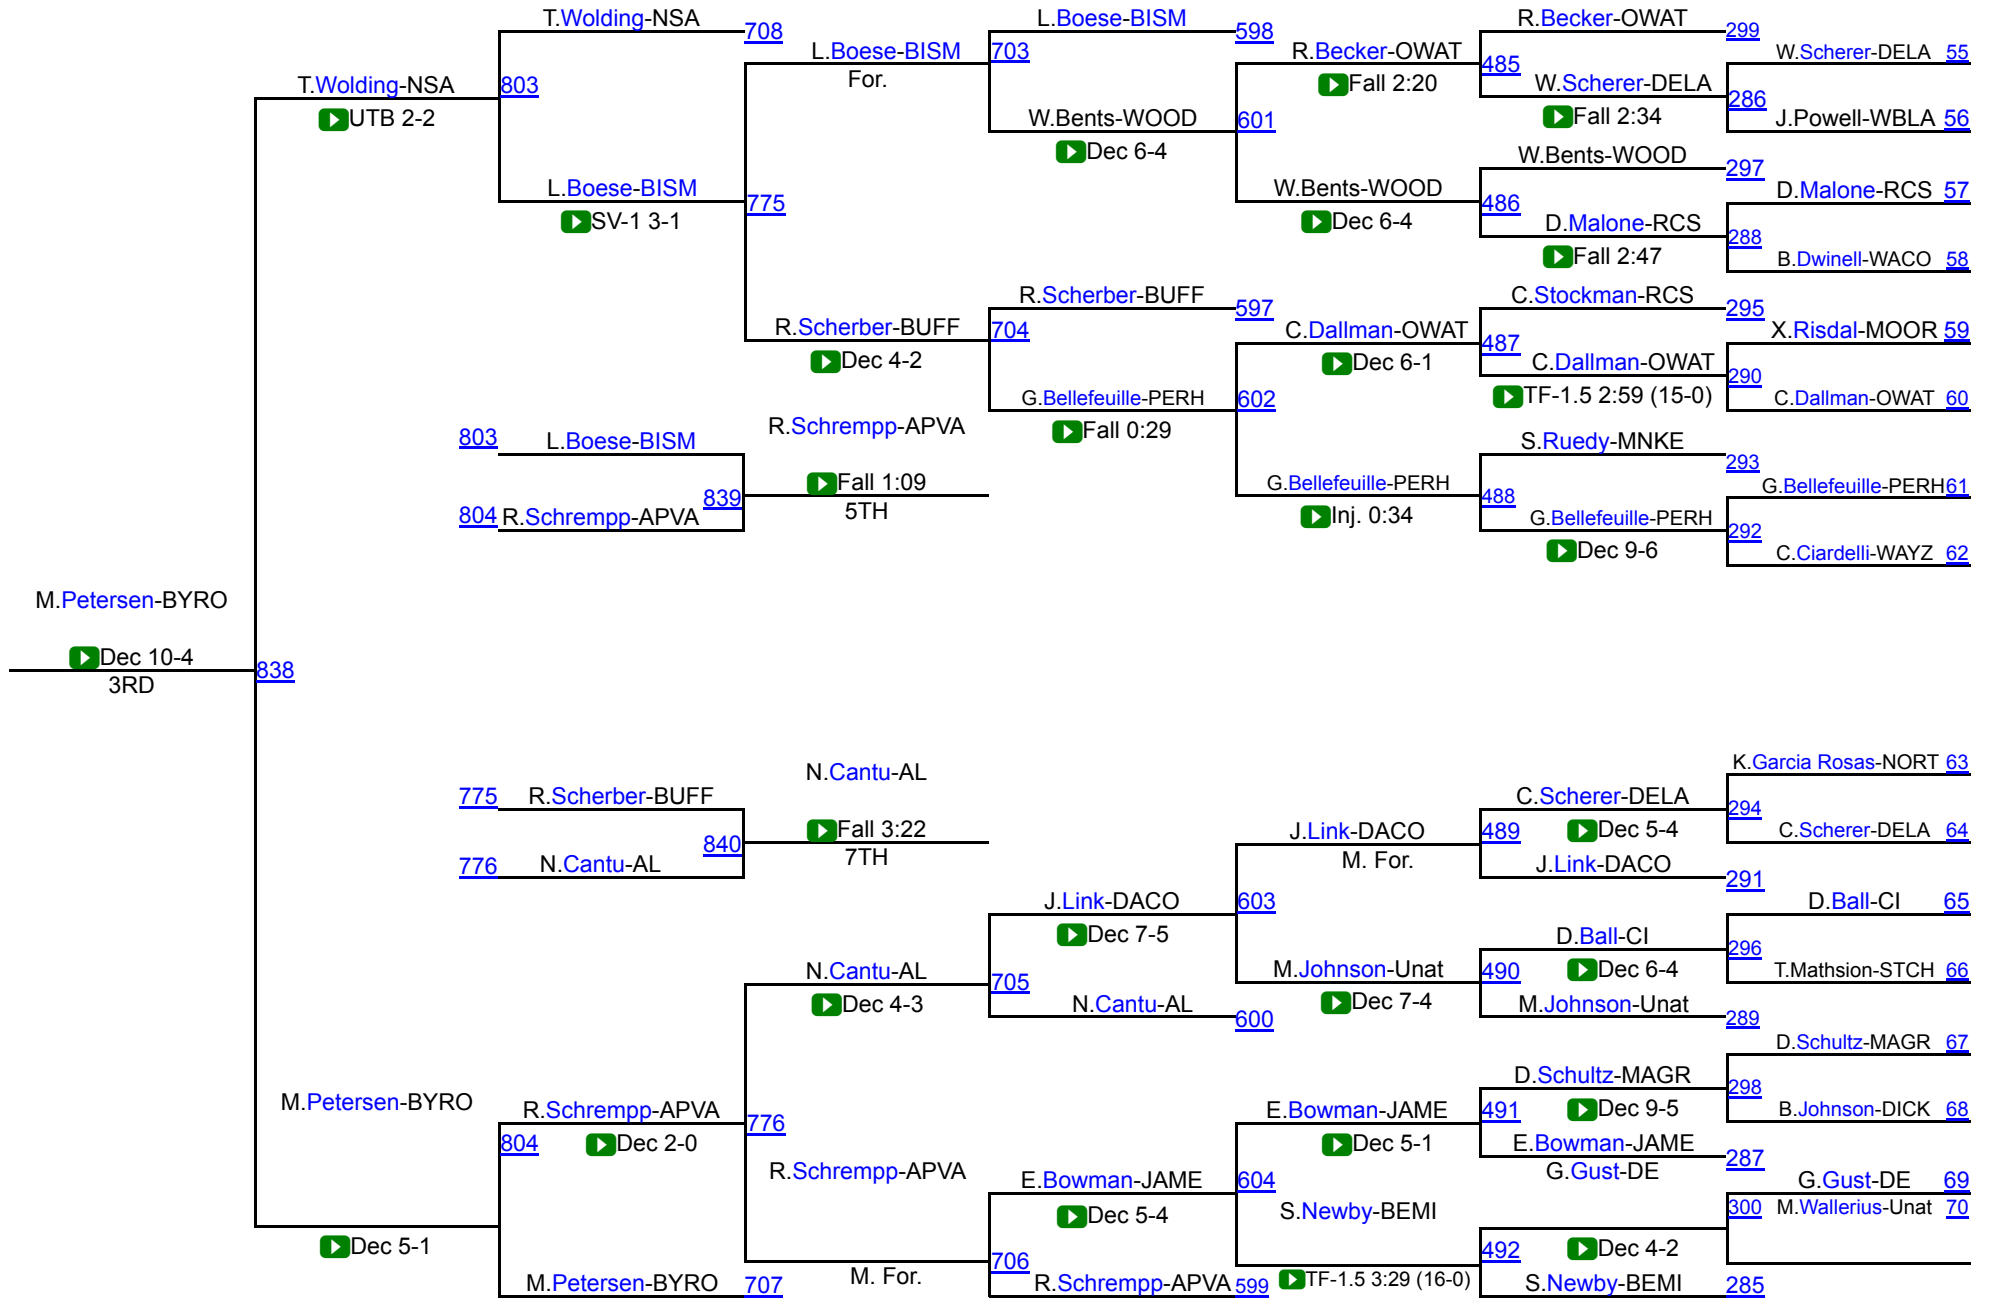 T.Wolding-NSA
708
L.Boese-BISM
598
R.Becker-OWAT
299
L.Boese-BISM
703
For.
R.Becker-OWAT
485
Fall 2:20
W.Scherer-DELA 55
T.Wolding-NSA
803
UTB 2-2
W.Scherer-DELA
286
Fall 2:34
J.Powell-WBLA 56
W.Bents-WOOD
601
Dec 6-4
W.Bents-WOOD
297
L.Boese-BISM
775
SV-1 3-1
W.Bents-WOOD
486
Dec 6-4
D.Malone-RCS 57
D.Malone-RCS
288
Fall 2:47
B.Dwinell-WACO 58
R.Scherber-BUFF
597
C.Stockman-RCS
295
R.Scherber-BUFF
704
Dec 4-2
C.Dallman-OWAT
487
Dec 6-1
X.Risdal-MOOR 59
C.Dallman-OWAT
290
TF-1.5 2:59 (15-0)
C.Dallman-OWAT 60
G.Bellefeuille-PERH
602
Fall 0:29
R.Schrempp-APVA
803 L.Boese-BISM
S.Ruedy-MNKE
293
Fall 1:09
839
5TH
804 R.Schrempp-APVA
G.Bellefeuille-PERH
488
Inj. 0:34
G.Bellefeuille-PERH 61
G.Bellefeuille-PERH
292
Dec 9-6
C.Ciardelli-WAYZ 62
M.Petersen-BYRO
Dec 10-4
838
3RD
N.Cantu-AL
775 R.Scherber-BUFF
Fall 3:22
840
7TH
776 N.Cantu-AL
K.Garcia Rosas-NORT 63
C.Scherer-DELA
294
Dec 5-4
C.Scherer-DELA 64
J.Link-DACO
489
M. For.
J.Link-DACO
291
J.Link-DACO
603
Dec 7-5
D.Ball-CI 65
D.Ball-CI
296
Dec 6-4
T.Mathsion-STCH 66
N.Cantu-AL
705
Dec 4-3
M.Johnson-Unat
490
Dec 7-4
N.Cantu-AL
600
M.Johnson-Unat
289
D.Schultz-MAGR 67
D.Schultz-MAGR
298
Dec 9-5
B.Johnson-DICK 68
M.Petersen-BYRO
R.Schrempp-APVA
776
804
Dec 2-0
E.Bowman-JAME
491
Dec 5-1
E.Bowman-JAME
287
R.Schrempp-APVA
E.Bowman-JAME
604
Dec 5-4
G.Gust-DE
G.Gust-DE 69
300
M.Wallerius-Unat 70
S.Newby-BEMI
492
Dec 4-2
Dec 5-1
M. For.
706
M.Petersen-BYRO 707
R.Schrempp-APVA 599
TF-1.5 3:29 (16-0)
S.Newby-BEMI 285